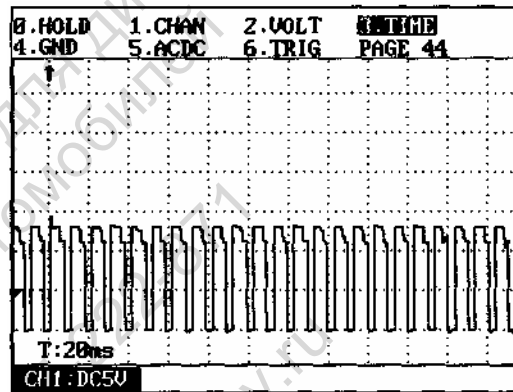 0.HOLD 1.CHAN 2.VOLT 3.TIME
4.GND 5.ACDC 6.TRIG PAGE 44
T:20ms
CH1:DC5V